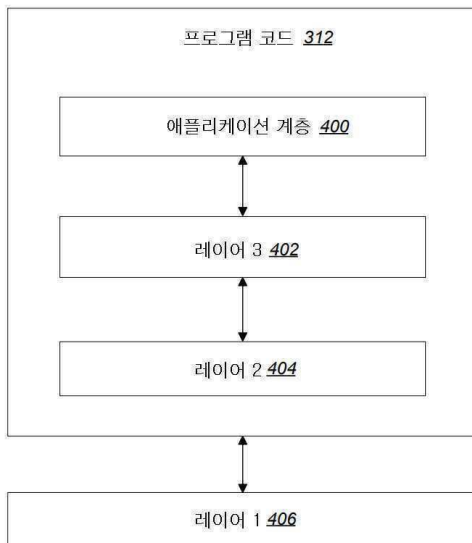 프로그램 코드 312
애플리케이션 계층 400
레이어 3 402
레이어 2 404
레이어 1 406